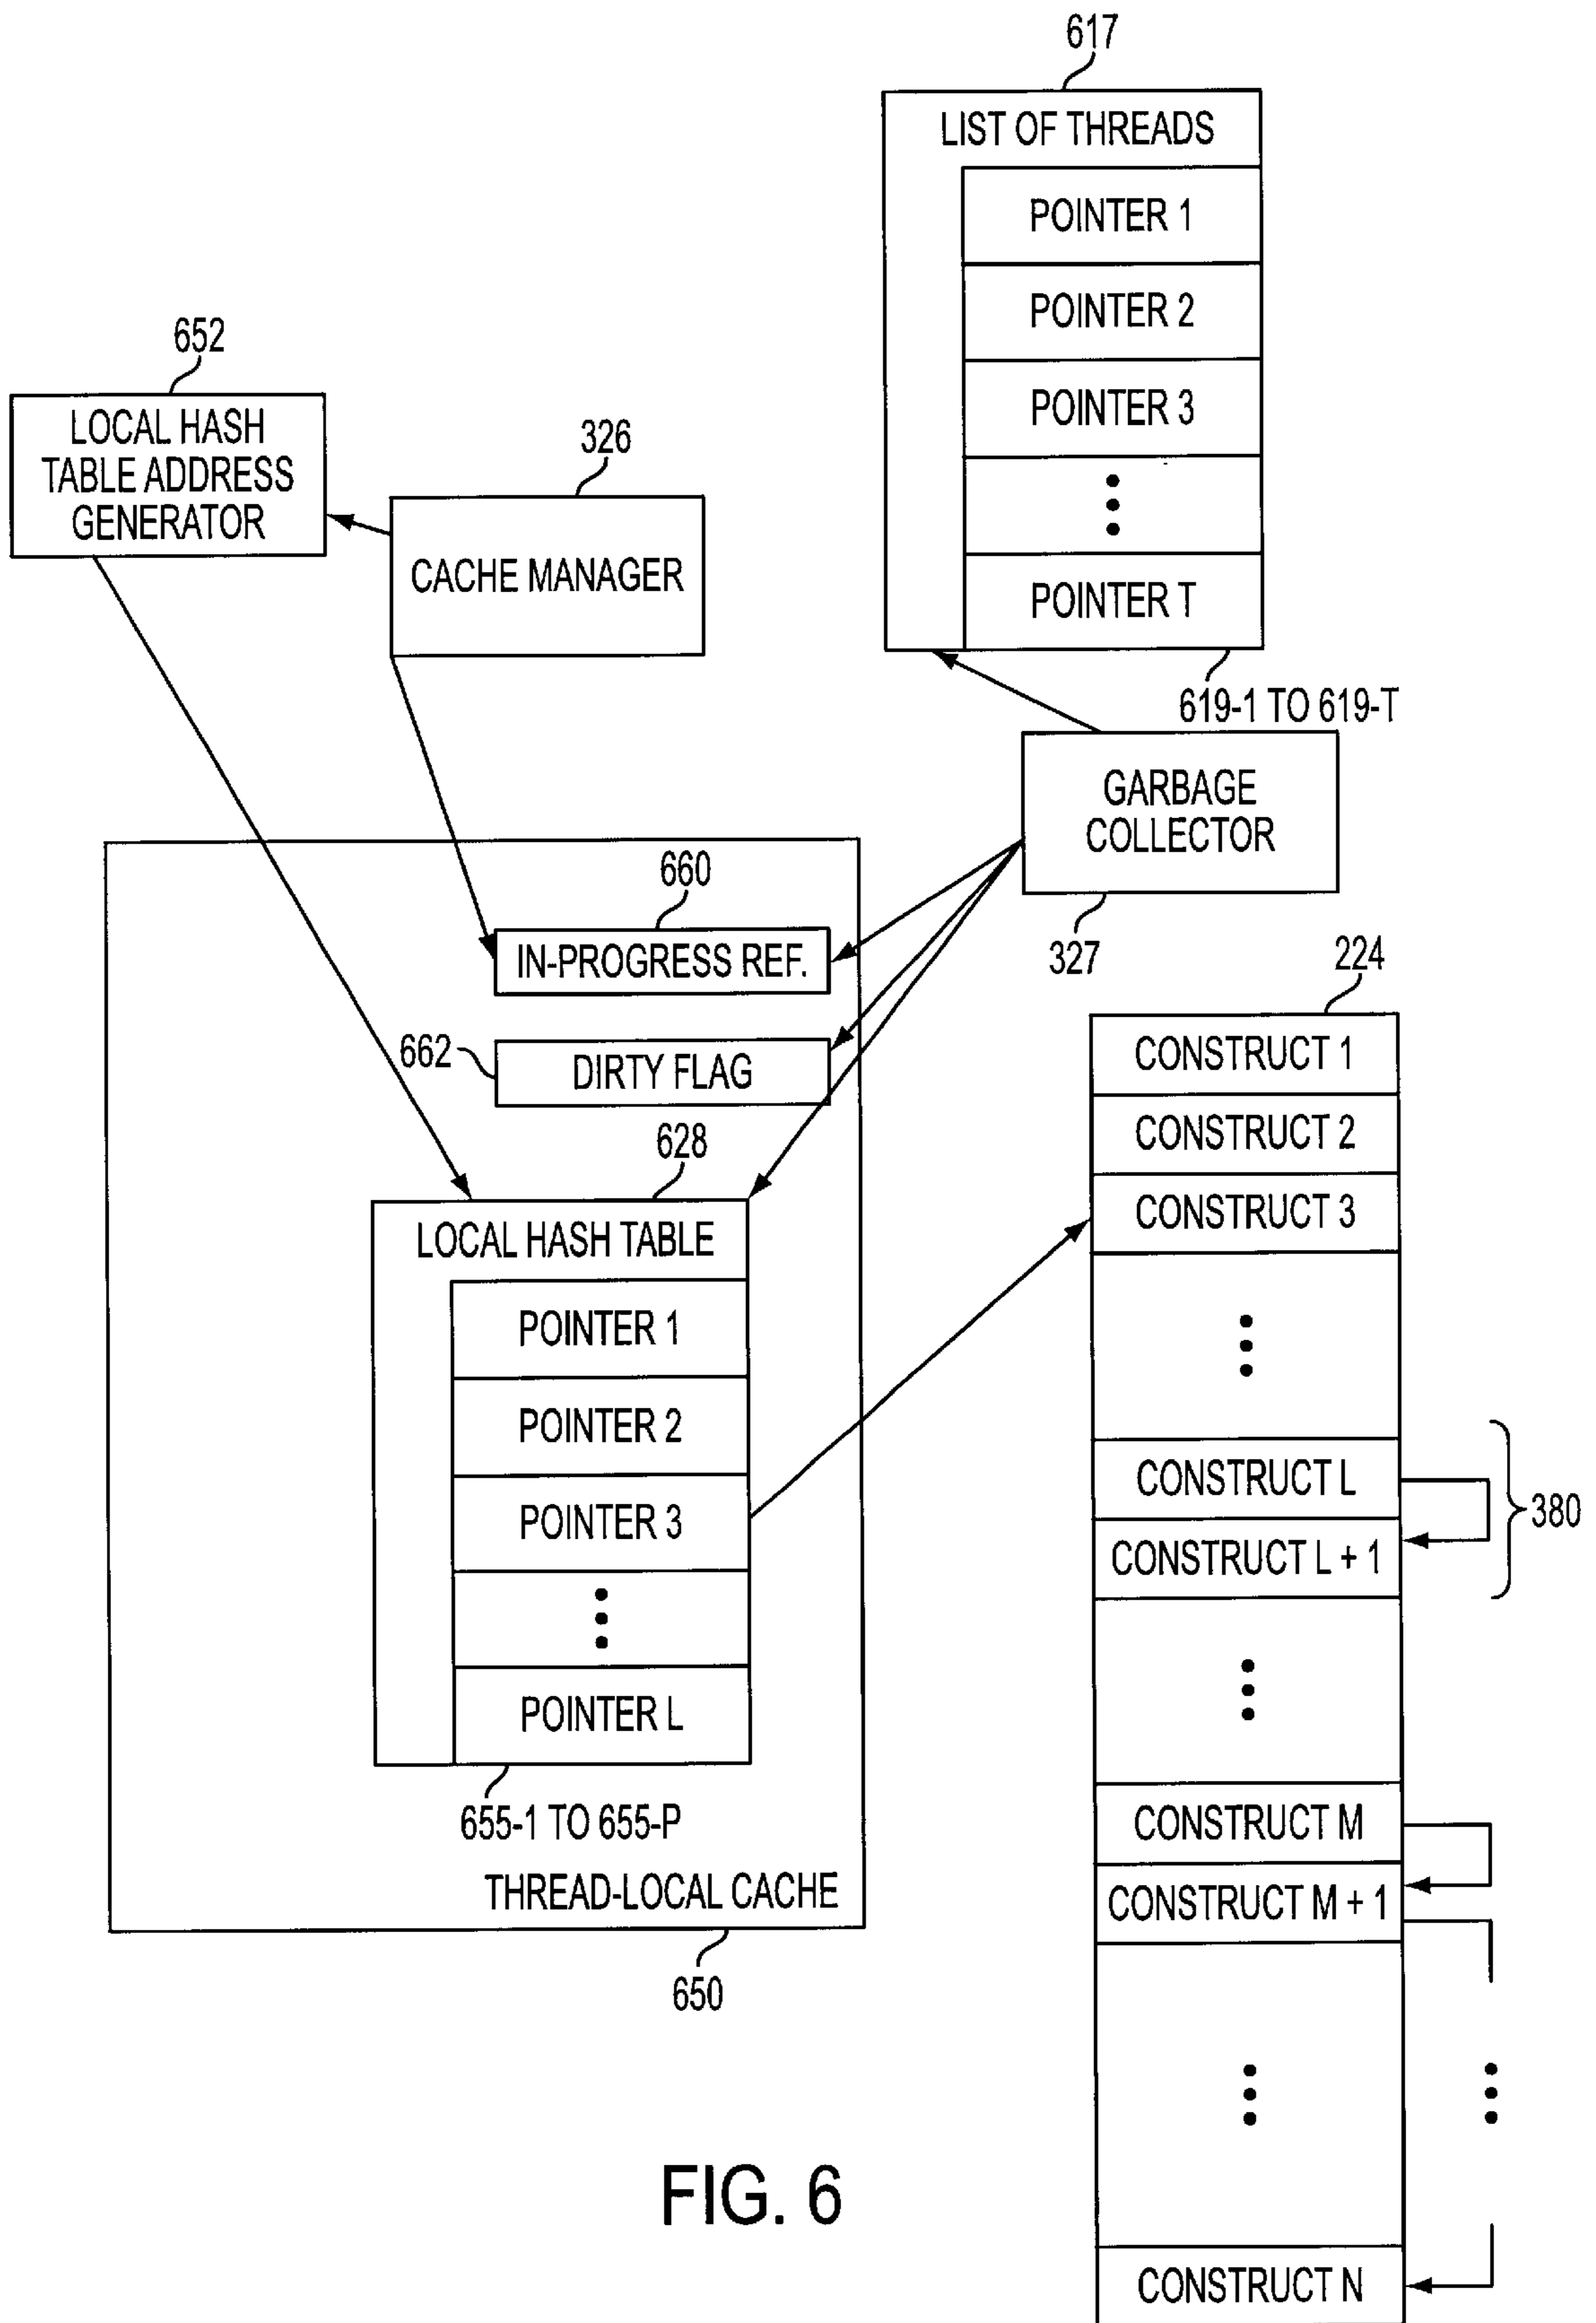 617
LIST OF THREADS
POINTER 1
POINTER 2
POINTER 3
POINTER T
619-1 TO 619-T
652
LOCAL HASH
TABLE ADDRESS
GENERATOR
326
CACHE MANAGER
GARBAGE
COLLECTOR
327
660
IN-PROGRESS REF.
662
DIRTY FLAG
628
LOCAL HASH TABLE
POINTER 1
POINTER 2
POINTER 3
POINTER L
655-1 TO 655-P
THREAD-LOCAL CACHE
650
224
CONSTRUCT 1
CONSTRUCT 2
CONSTRUCT 3
CONSTRUCT L
CONSTRUCT L + 1
380
CONSTRUCT M
CONSTRUCT M + 1
CONSTRUCT N
FIG. 6